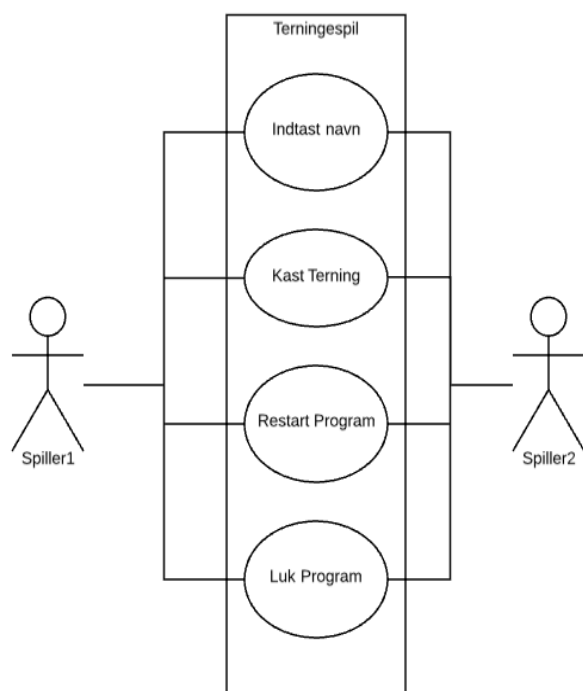 Terningespil
Indtast navn
Kast Terning
Restart Program
Spiller1
Spiller2
Luk Program